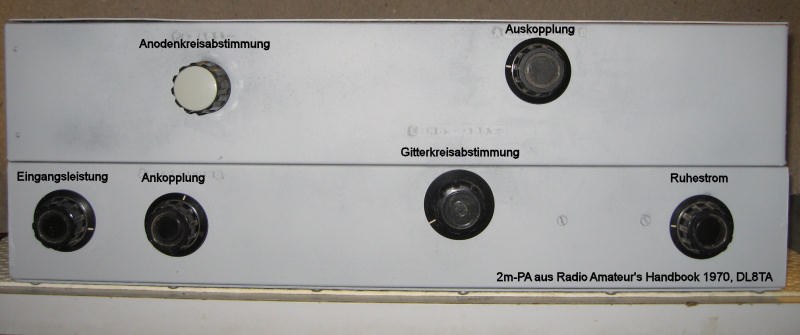 Auskopplung
Anodenkreisabstimmung
Gitterkreisabstimmung
Eingangsleistung
Ankopplung
Ruhestrom
2m-PA aus Radio Amateur's Handbook 1970, DL8TA